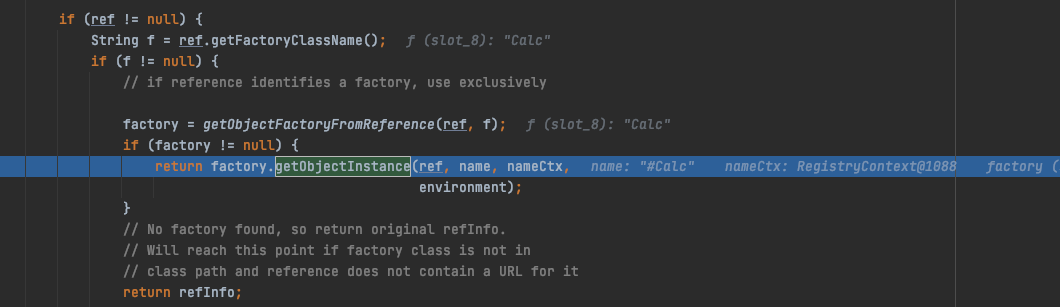 if (ref != null) {
String f = ref.getFactoryClassName(); f (slot_8): "Calc"
if (f != null) {
// if reference identifies a factory, use exclusively
factory = getObjectFactoryFromReference(ref, f); f (slot_8): "Calc"
if (factory != null) {
return factory.getObjectInstance(ref, name, nameCtx, name: "#Calc" nameCtx: RegistryContext@1088 factory (
environment);
}
// No factory found, so return original refInfo.
// Will reach this point if factory class is not in
// class path and reference does not contain a URL for it
return refInfo;